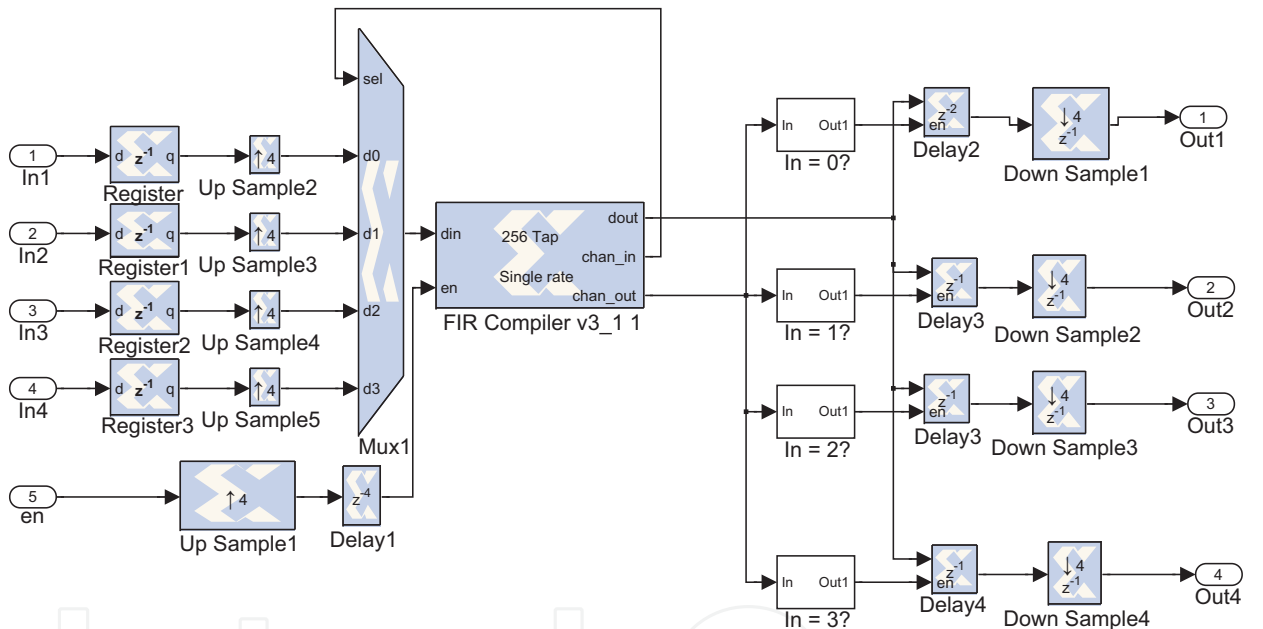 sel
1
In1
d
z-1
q
Register
↑4
Up Sample2
d0
2
In2
d
z-1
q
Register1
↑4
Up Sample3
d1
3
In3
d
z-1
q
Register2
↑4
Up Sample4
d2
4
In4
d
z-1
q
Register3
↑4
Up Sample5
d3
Mux1
5
en
↑4
Up Sample1
z-4
Delay1
din
en
256 Tap
Single rate
dout
chan_in
chan_out
FIR Compiler v3_1 1
In
Out1
In = 0?
z-2
en
Delay2
↓4
z-1
Down Sample1
1
Out1
In
Out1
In = 1?
z-1
en
Delay3
↓4
z-1
Down Sample2
2
Out2
In
Out1
In = 2?
z-1
en
Delay3
↓4
z-1
Down Sample3
3
Out3
In
Out1
In = 3?
z-1
en
Delay4
↓4
z-1
Down Sample4
4
Out4